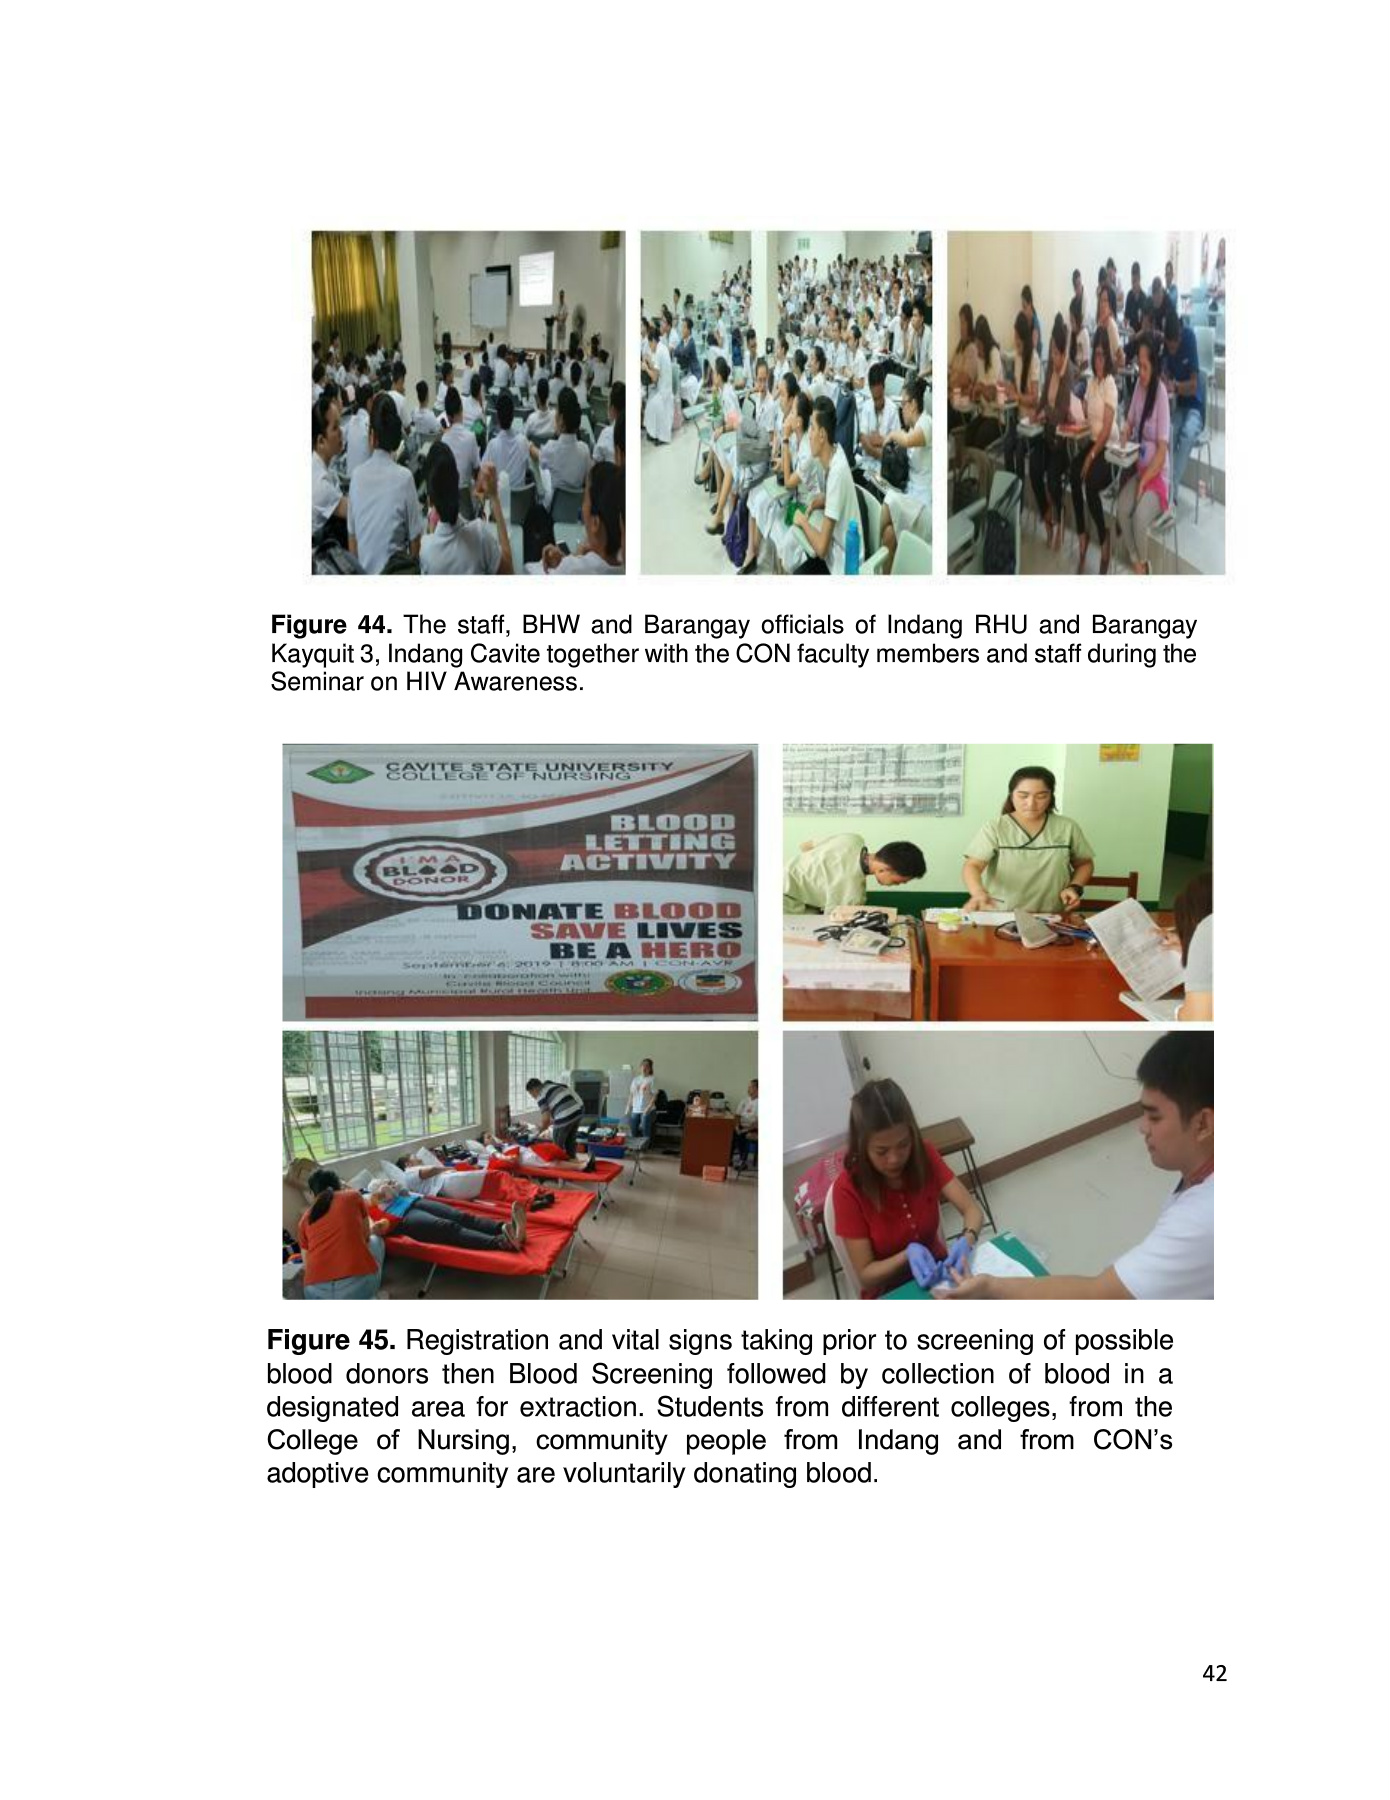 Figure 44. The staff, BHW and Barangay officials of Indang RHU and Barangay
Kayquit 3, Indang Cavite together with the CON faculty members and staff during the
Seminar on HIV Awareness.
CAVITE STATE UNIVERSITY
COLLEGE OF NURSING
BLOOD
LETTING
ACTIVITY
I'M A
BLOOD
DONOR
DONATE BLOOD
SAVE LIVES
BE A HERO
September 6, 2019 | 8:00 AM | CON-AVR
In collaboration with:
Cavite Blood Council
Indang Municipal Rural Health Unit
Figure 45. Registration and vital signs taking prior to screening of possible
blood donors then Blood Screening followed by collection of blood in a
designated area for extraction. Students from different colleges, from the
College of Nursing, community people from Indang and from CON's
adoptive community are voluntarily donating blood.
42